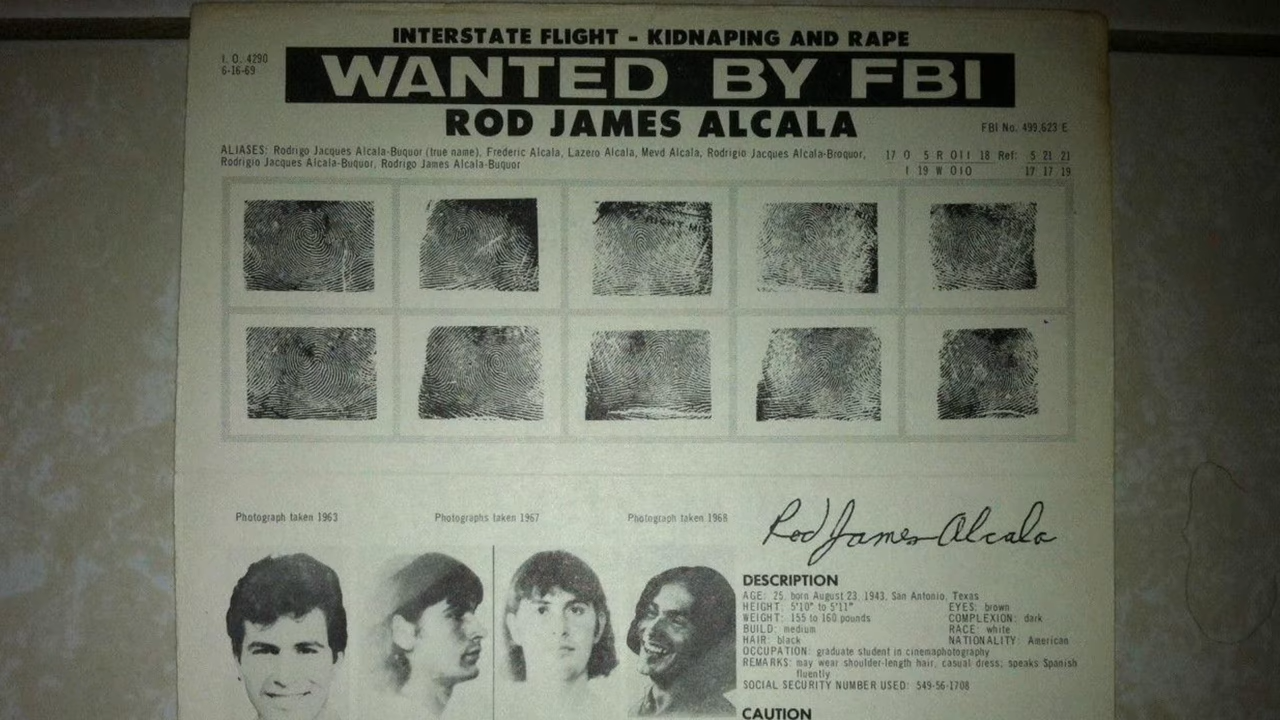 INTERSTATE FLIGHT - KIDNAPING AND RAPE
I. O. 4290
6-16-69
WANTED BY FBI
ROD JAMES ALCALA
FBI No. 499,623 E
ALIASES: Rodrigo Jacques Alcala-Buquor (true name), Frederic Alcala, Lazero Alcala, Mevd Alcala, Rodrigio Jacques Alcala-Broquor,
Rodrigio Jacques Alcala-Buquor, Rodrigo James Alcala-Buquor
17 O 5 R OII 18 Ref: 5 21 21
I 19 W OIO 17 17 19
Photograph taken 1963
Photographs taken 1967
Photograph taken 1968
Rod James Alcala
DESCRIPTION
AGE: 25, born August 23, 1943, San Antonio, Texas
HEIGHT: 5'10" to 5'11" EYES: brown
WEIGHT: 155 to 160 pounds COMPLEXION: dark
BUILD: medium RACE: white
HAIR: black NATIONALITY: American
OCCUPATION: graduate student in cinemaphotography
REMARKS: may wear shoulder-length hair, casual dress; speaks Spanish
fluently
SOCIAL SECURITY NUMBER USED: 549-56-1708
CAUTION